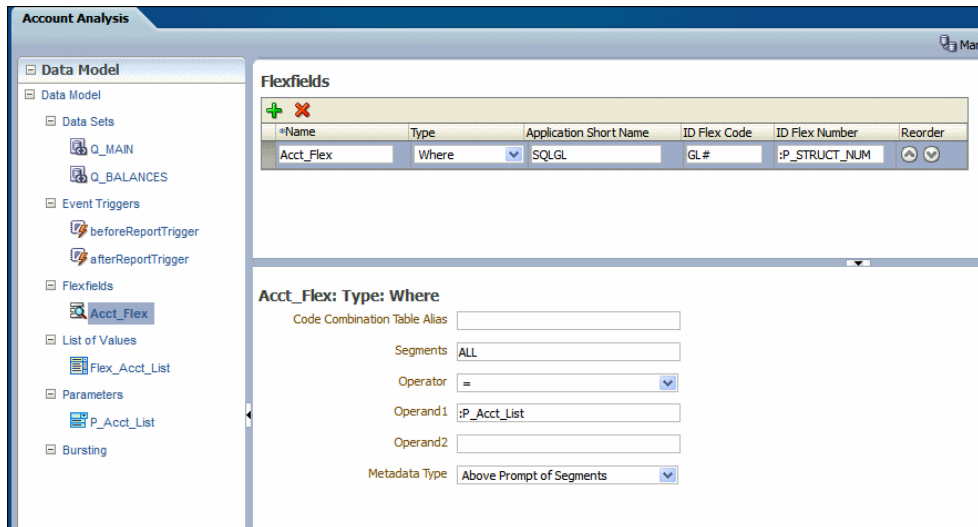 Account Analysis
Mar
Data Model
Data Model
Data Sets
Q_MAIN
Q_BALANCES
Event Triggers
beforeReportTrigger
afterReportTrigger
Flexfields
Acct_Flex
List of Values
Flex_Acct_List
Parameters
P_Acct_List
Bursting
Flexfields
*Name Type Application Short Name ID Flex Code ID Flex Number Reorder
Acct_Flex Where SQLGL GL# :P_STRUCT_NUM
Acct_Flex: Type: Where
Code Combination Table Alias
Segments ALL
Operator =
Operand1 :P_Acct_List
Operand2
Metadata Type Above Prompt of Segments